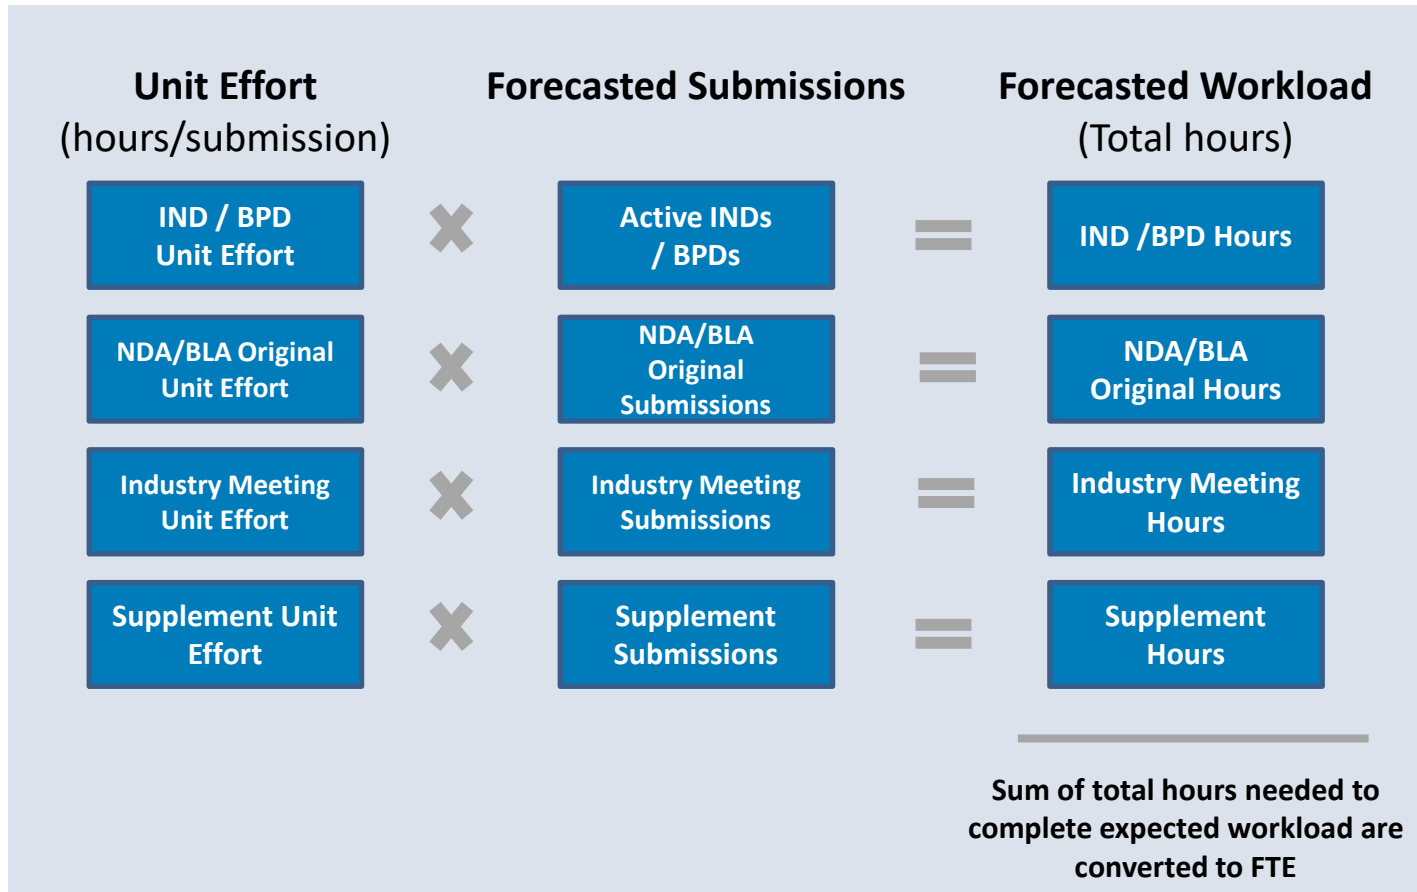 Unit Effort
(hours/submission)
Forecasted Submissions
Forecasted Workload
(Total hours)
IND / BPD
Unit Effort
Active INDs
/ BPDs
IND /BPD Hours
NDA/BLA Original
Unit Effort
NDA/BLA
Original
Submissions
NDA/BLA
Original Hours
Industry Meeting
Unit Effort
Industry Meeting
Submissions
Industry Meeting
Hours
Supplement Unit
Effort
Supplement
Submissions
Supplement
Hours
Sum of total hours needed to
complete expected workload are
converted to FTE